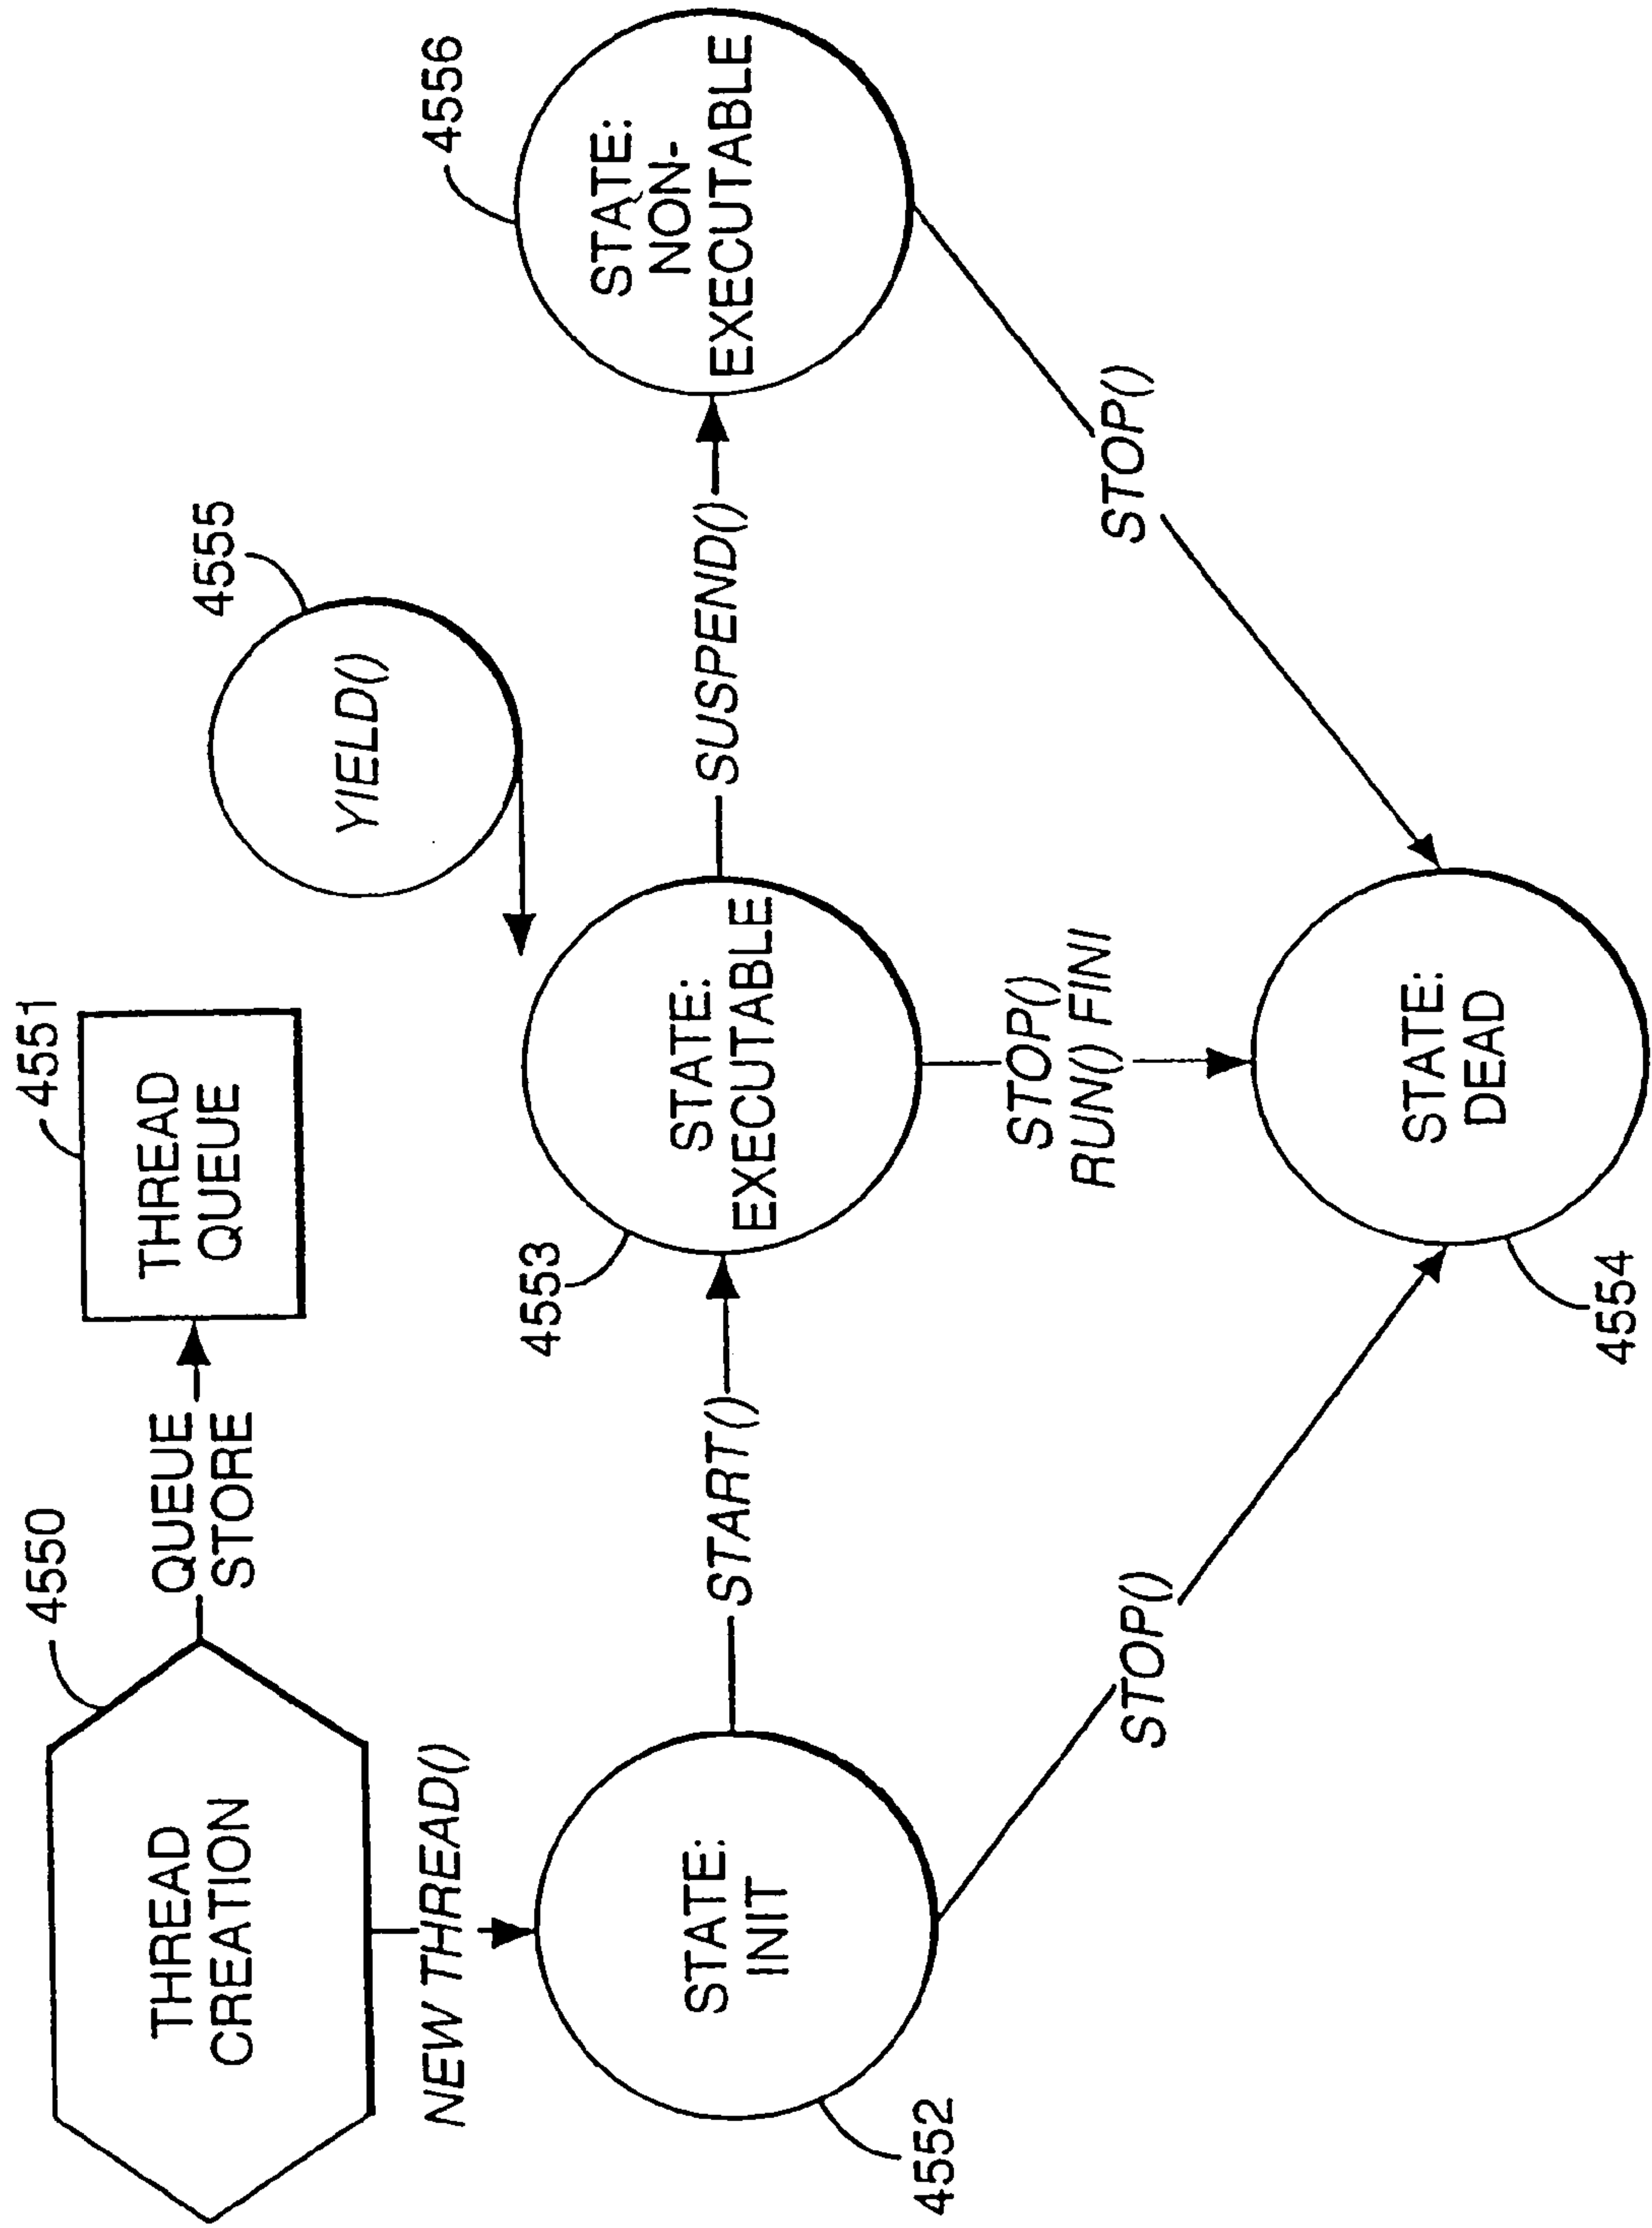 4550
THREAD
CREATION
QUEUE
STORE
4551
THREAD
QUEUE
NEW THREAD()
4555
YIELD()
4552
STATE:
INIT
START()
4553
STATE:
EXECUTABLE
SUSPEND()
4556
STATE:
NON-
EXECUTABLE
STOP()
STOP()
RUN() FINI
STOP()
STATE:
DEAD
4554